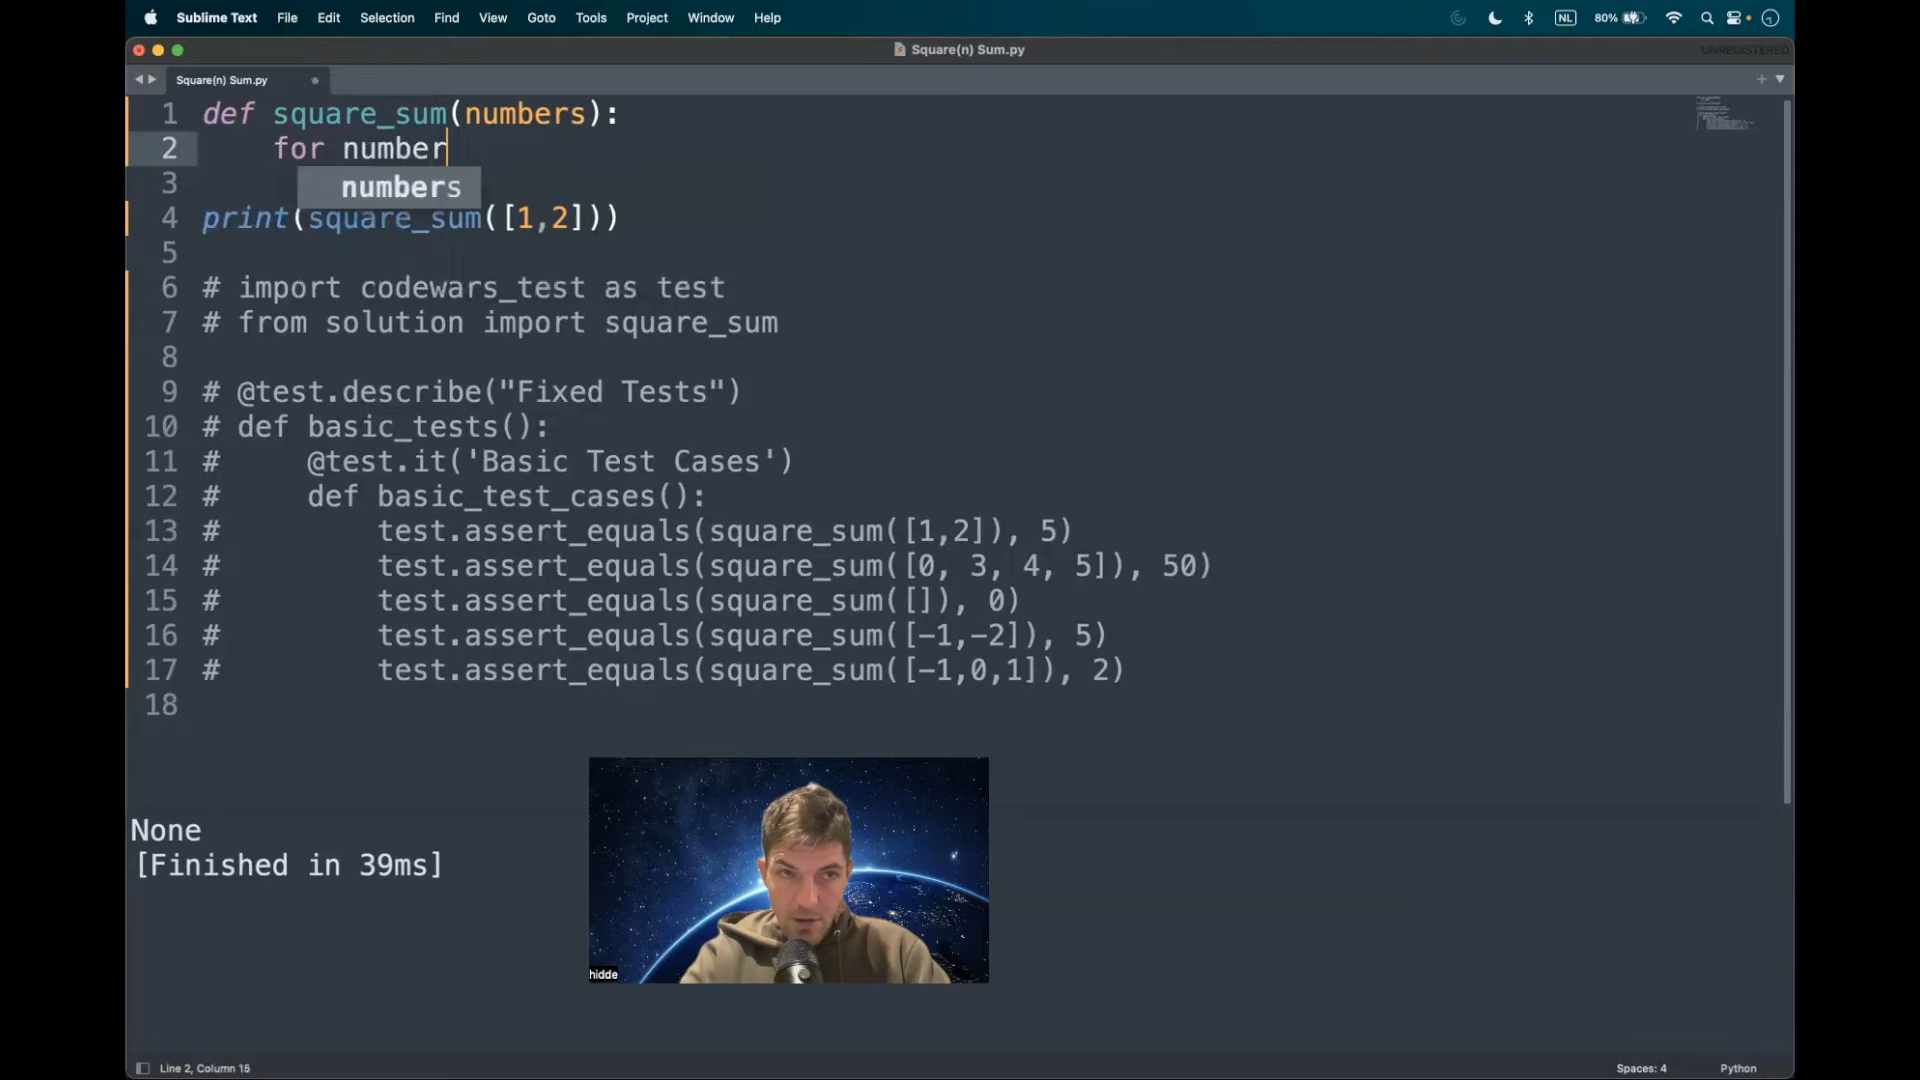 Sublime Text File Edit Selection Find View Goto Tools Project Window Help NL 80%
Square(n) Sum.py UNREGISTERED
Square(n) Sum.py
1 def square_sum(numbers):
2 for number
3 numbers
4 print(square_sum([1,2]))
5
6 # import codewars_test as test
7 # from solution import square_sum
8
9 # @test.describe("Fixed Tests")
10 # def basic_tests():
11 # @test.it('Basic Test Cases')
12 # def basic_test_cases():
13 # test.assert_equals(square_sum([1,2]), 5)
14 # test.assert_equals(square_sum([0, 3, 4, 5]), 50)
15 # test.assert_equals(square_sum([]), 0)
16 # test.assert_equals(square_sum([-1,-2]), 5)
17 # test.assert_equals(square_sum([-1,0,1]), 2)
18
None
[Finished in 39ms]
hidde
Line 2, Column 15 Spaces: 4 Python